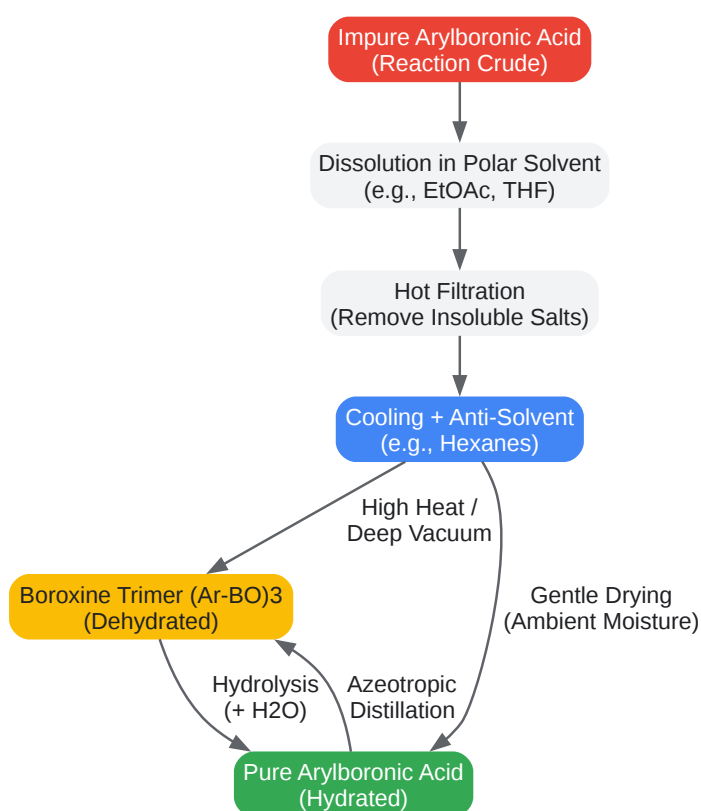 Impure Arylboronic Acid
(Reaction Crude)
Dissolution in Polar Solvent
(e.g., EtOAc, THF)
Hot Filtration
(Remove Insoluble Salts)
Cooling + Anti-Solvent
(e.g., Hexanes)
High Heat /
Deep Vacuum
Boroxine Trimer (Ar-BO)3
(Dehydrated)
Gentle Drying
(Ambient Moisture)
Hydrolysis
(+ H2O)
Azeotropic
Distillation
Pure Arylboronic Acid
(Hydrated)